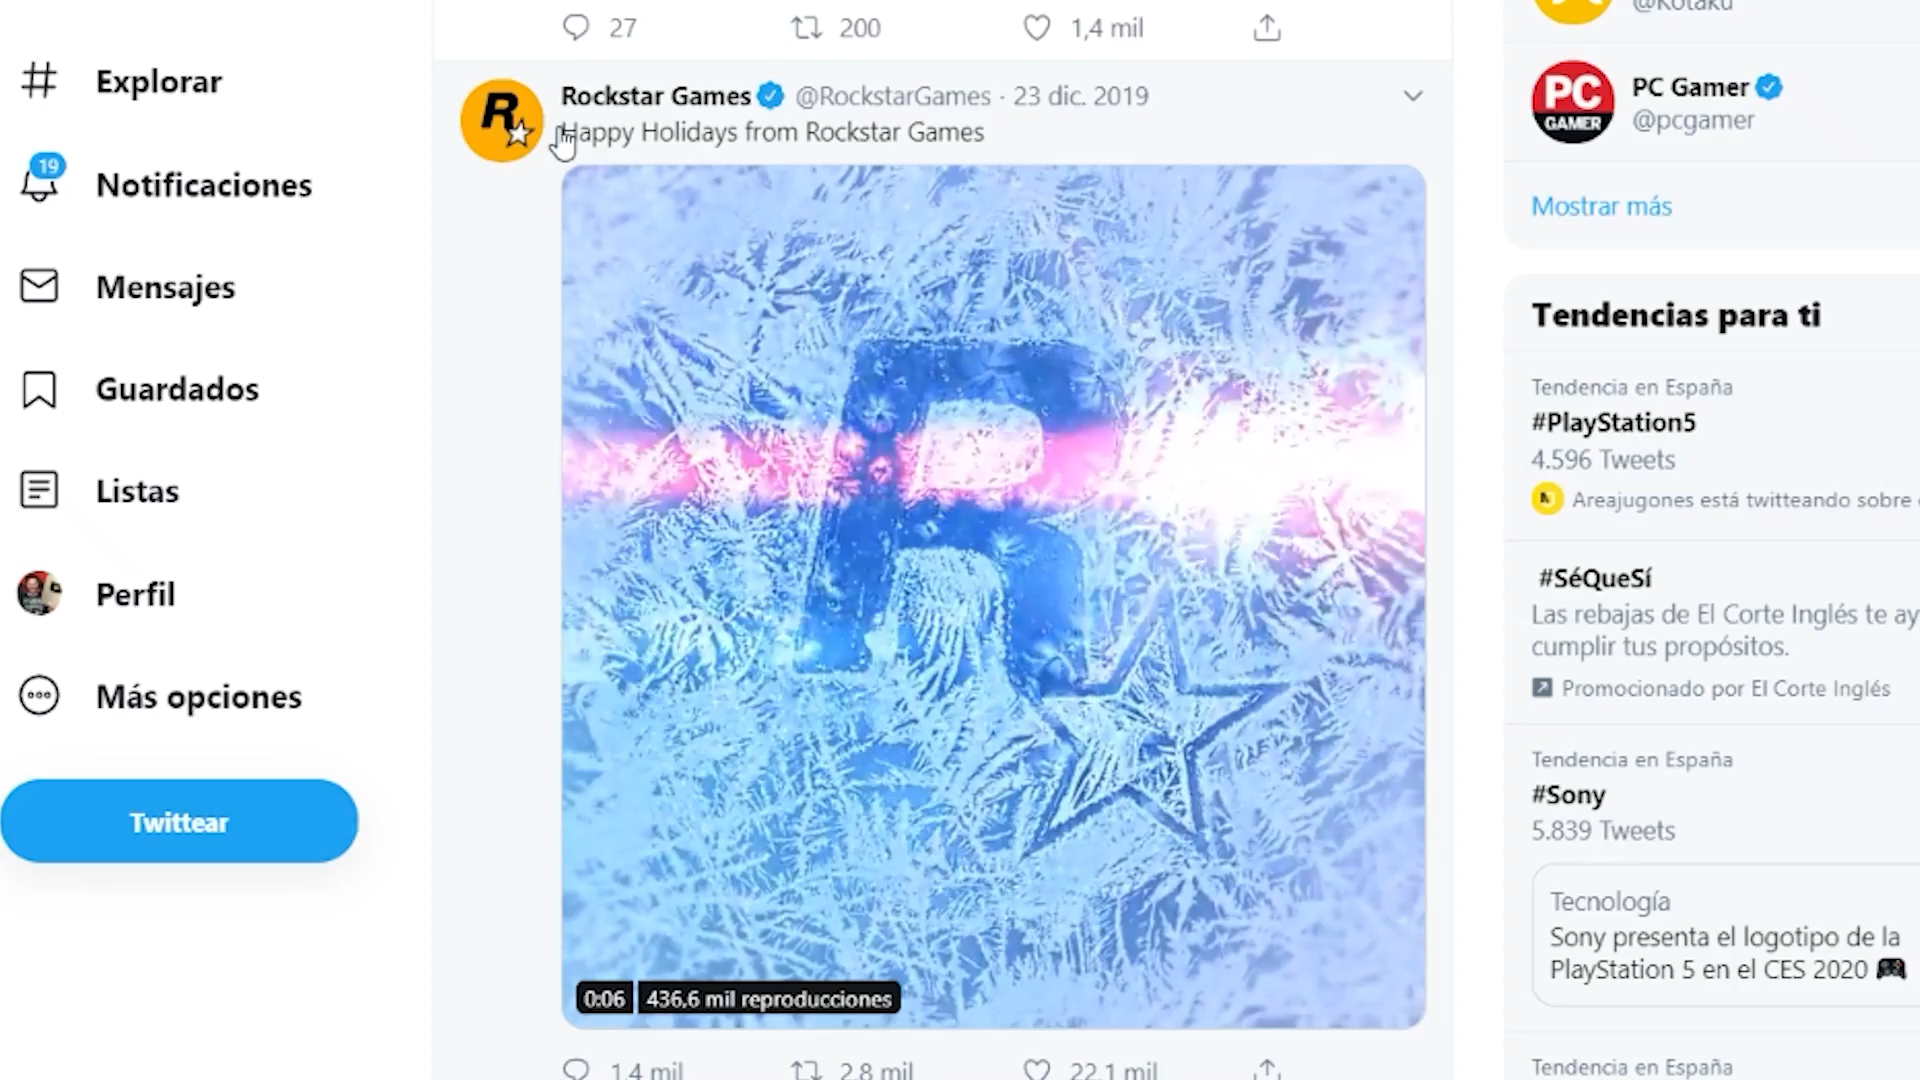 27 200 1,4 mil
Explorar
Notificaciones
19
Mensajes
Guardados
Listas
Perfil
Más opciones
Twittear
Rockstar Games @RockstarGames · 23 dic. 2019
Happy Holidays from Rockstar Games
0:06 436,6 mil reproducciones
1,4 mil 2,8 mil 22,1 mil
@Kotaku
PC Gamer
@pcgamer
PC
GAMER
Mostrar más
Tendencias para ti
Tendencia en España
#PlayStation5
4.596 Tweets
Areajugones está twitteando sobre
#SéQueSí
Las rebajas de El Corte Inglés te ay
cumplir tus propósitos.
Promocionado por El Corte Inglés
Tendencia en España
#Sony
5.839 Tweets
Tecnología
Sony presenta el logotipo de la
PlayStation 5 en el CES 2020
Tendencia en España